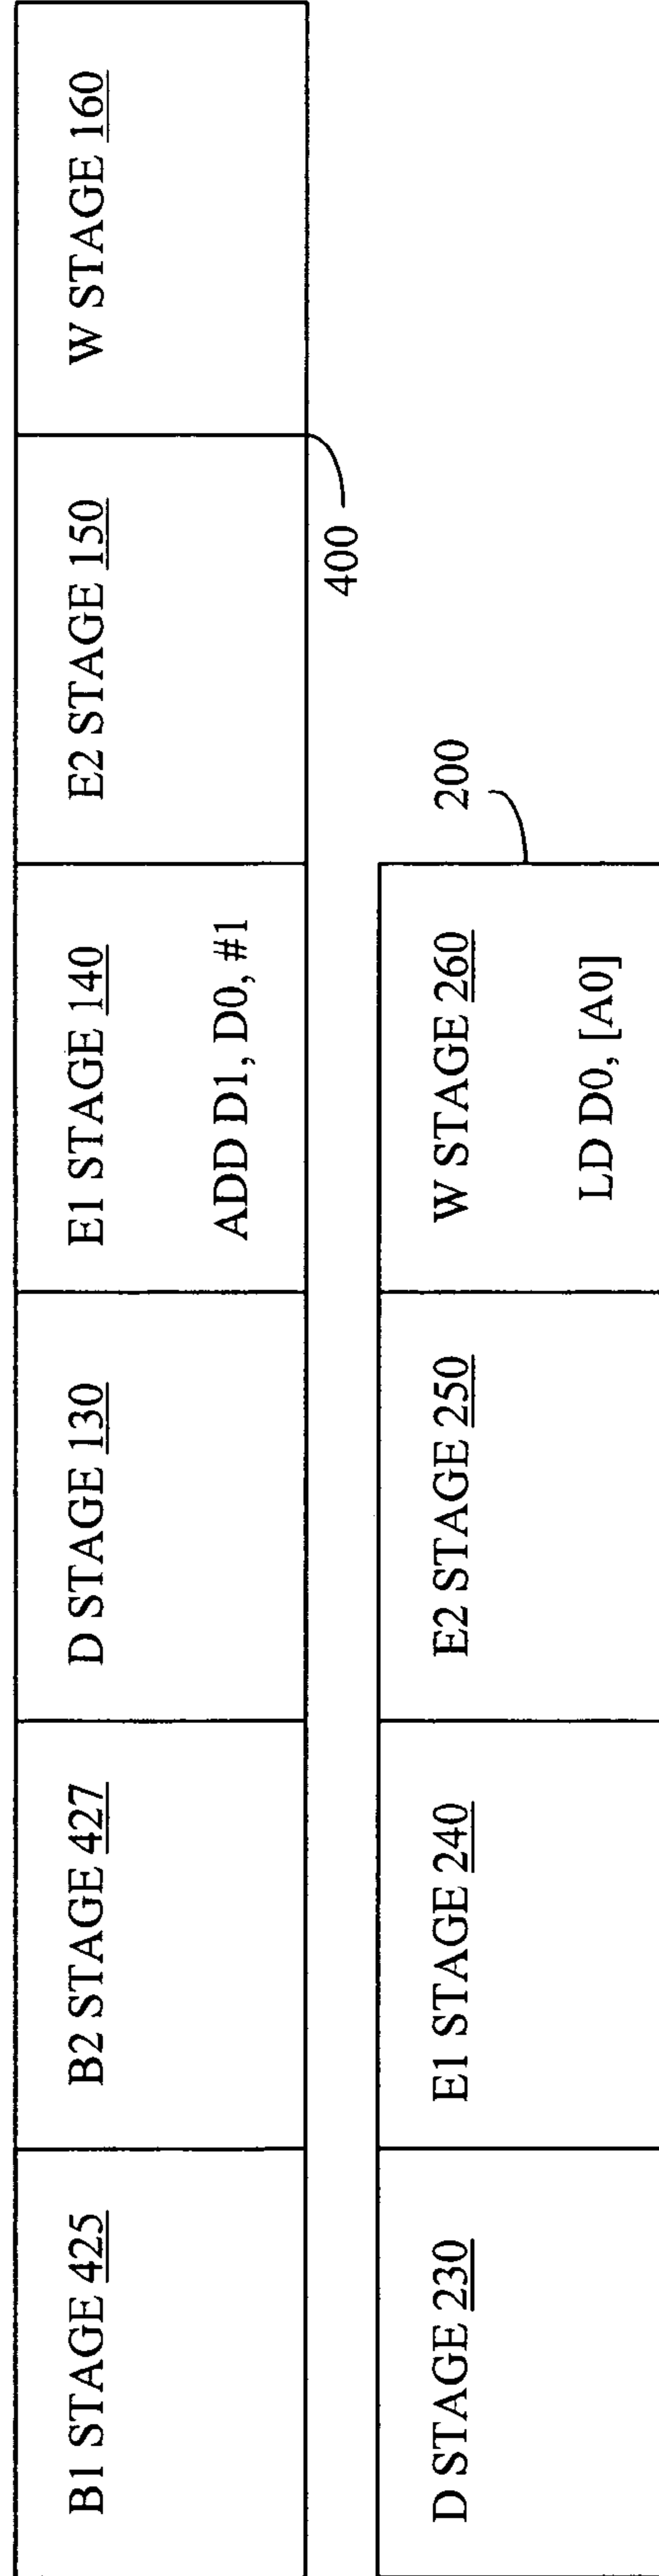 B1 STAGE 425
B2 STAGE 427
D STAGE 130
E1 STAGE 140
ADD D1, D0, #1
E2 STAGE 150
W STAGE 160
400
D STAGE 230
E1 STAGE 240
E2 STAGE 250
W STAGE 260
LD D0, [A0]
200